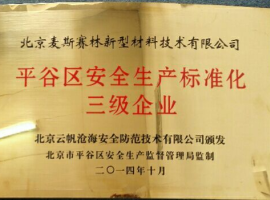 北京麦斯赛林新型材料技术有限公司
平谷区安全生产标准化
三级企业
北京云帆沧海安全防范技术有限公司颁发
北京市平谷区安全生产监督管理局监制
二〇一四年十月